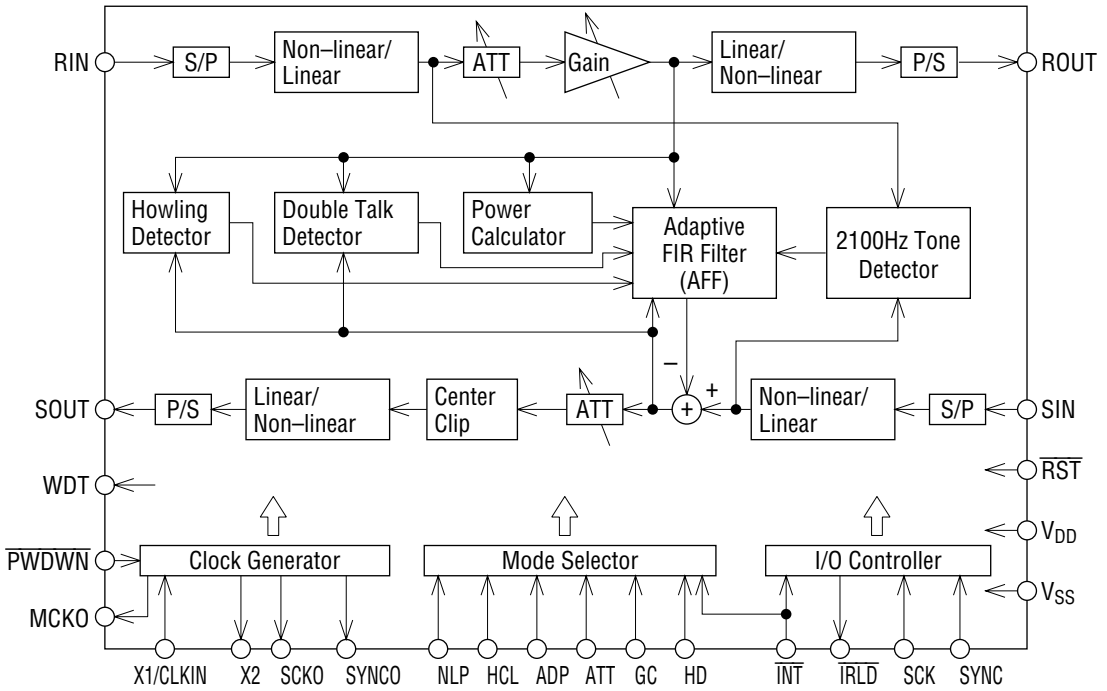 RIN
S/P
Non–linear/
Linear
ATT
Gain
Linear/
Non–linear
P/S
ROUT
Howling
Detector
Double Talk
Detector
Power
Calculator
Adaptive
FIR Filter
(AFF)
2100Hz Tone
Detector
–
+
SOUT
P/S
Linear/
Non–linear
Center
Clip
ATT
+
Non–linear/
Linear
S/P
SIN
WDT
RST
PWDWN
Clock Generator
Mode Selector
I/O Controller
VDD
MCKO
VSS
X1/CLKIN
X2
SCKO
SYNCO
NLP
HCL
ADP
ATT
GC
HD
INT
IRLD
SCK
SYNC